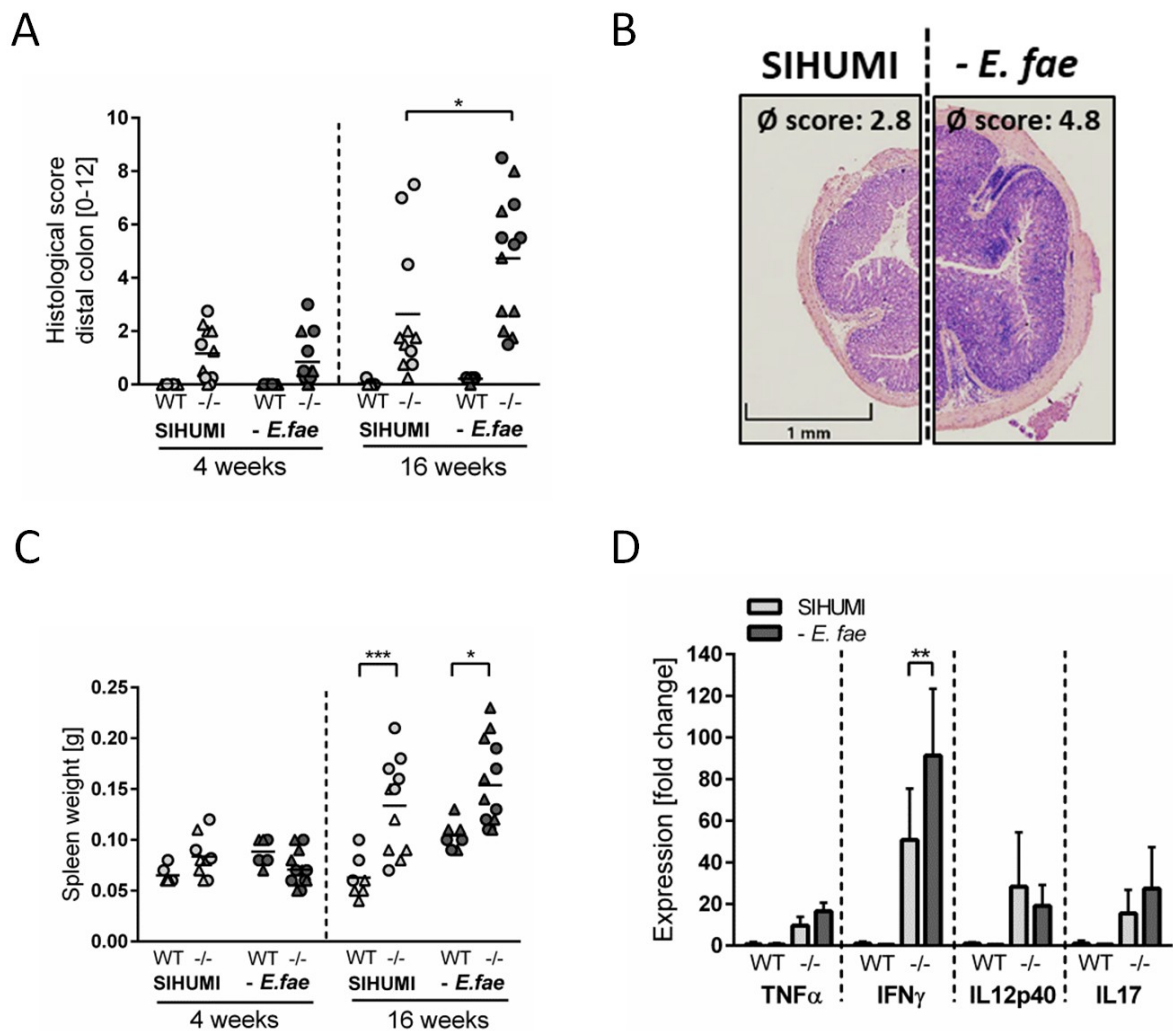 A
Histological score
distal colon [0-12]
10
8
6
4
2
0
*
WT -/- WT -/- WT -/- WT -/-
SIHUMI - E.fae SIHUMI - E.fae
4 weeks 16 weeks
B
SIHUMI - E. fae
Ø score: 2.8 Ø score: 4.8
1 mm
C
Spleen weight [g]
0.25
0.20
0.15
0.10
0.05
0.00
*** *
WT -/- WT -/- WT -/- WT -/-
SIHUMI - E.fae SIHUMI - E.fae
4 weeks 16 weeks
D
SIHUMI
- E. fae
Expression [fold change]
140
120
100
80
60
40
20
0
**
WT -/- WT -/- WT -/- WT -/-
TNFα IFNγ IL12p40 IL17